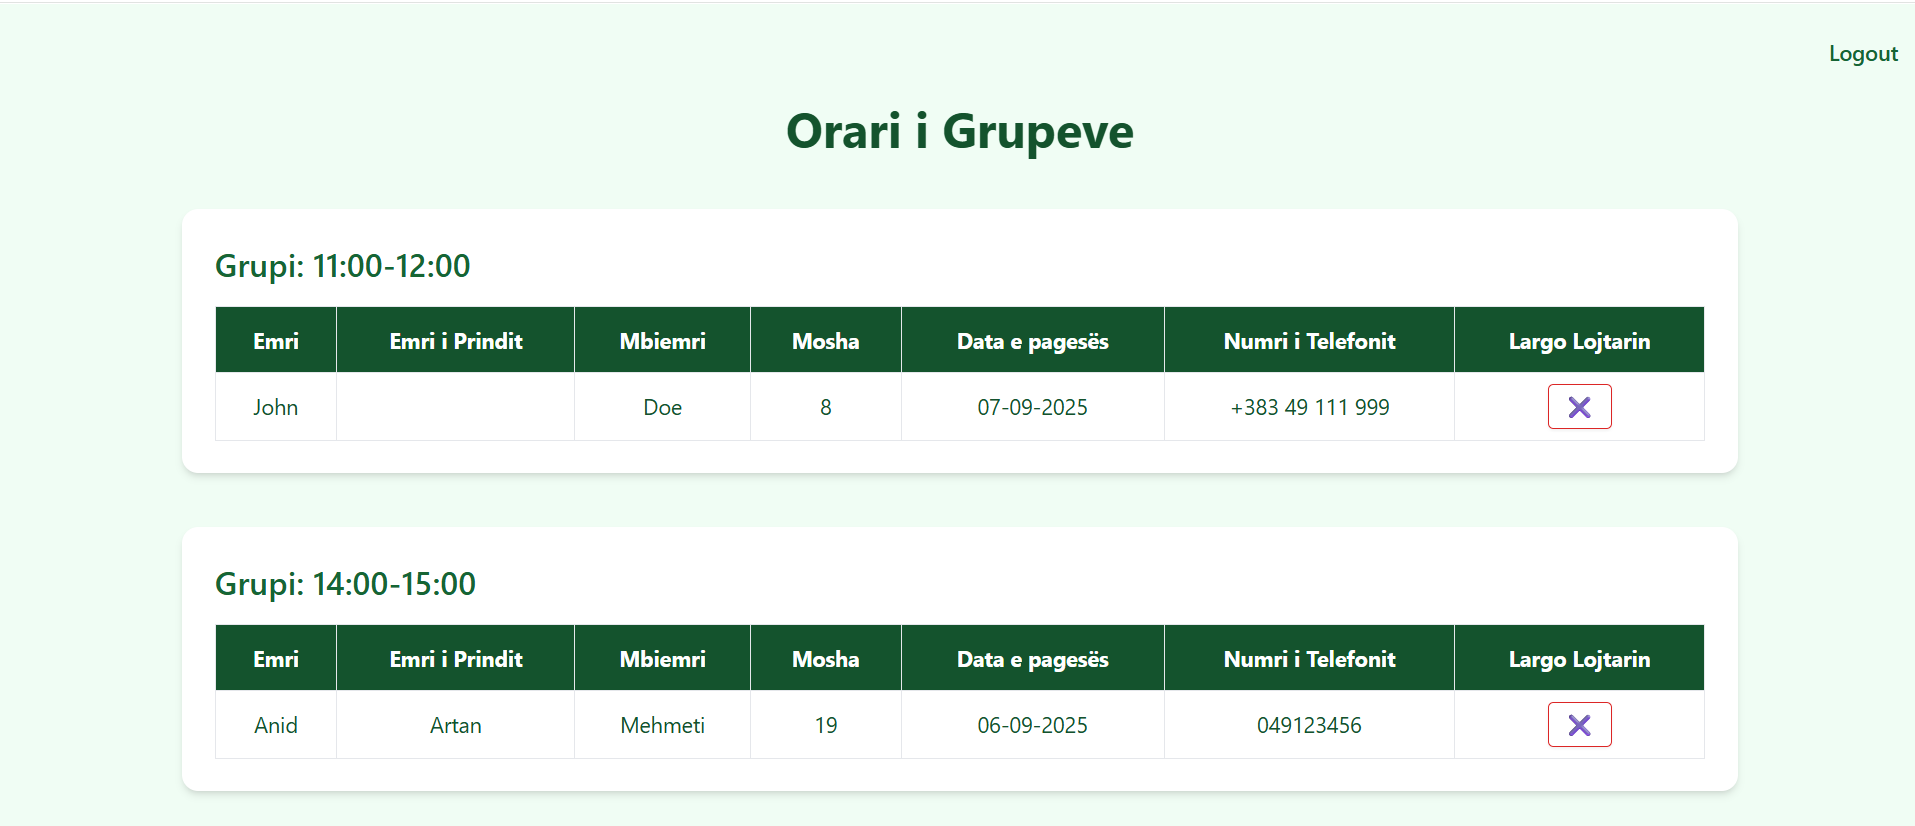 Logout
Orari i Grupeve
Grupi: 11:00-12:00
Emri Emri i Prindit Mbiemri Mosha Data e pagesës Numri i Telefonit Largo Lojtarin
John Doe 8 07-09-2025 +383 49 111 999
Grupi: 14:00-15:00
Emri Emri i Prindit Mbiemri Mosha Data e pagesës Numri i Telefonit Largo Lojtarin
Anid Artan Mehmeti 19 06-09-2025 049123456